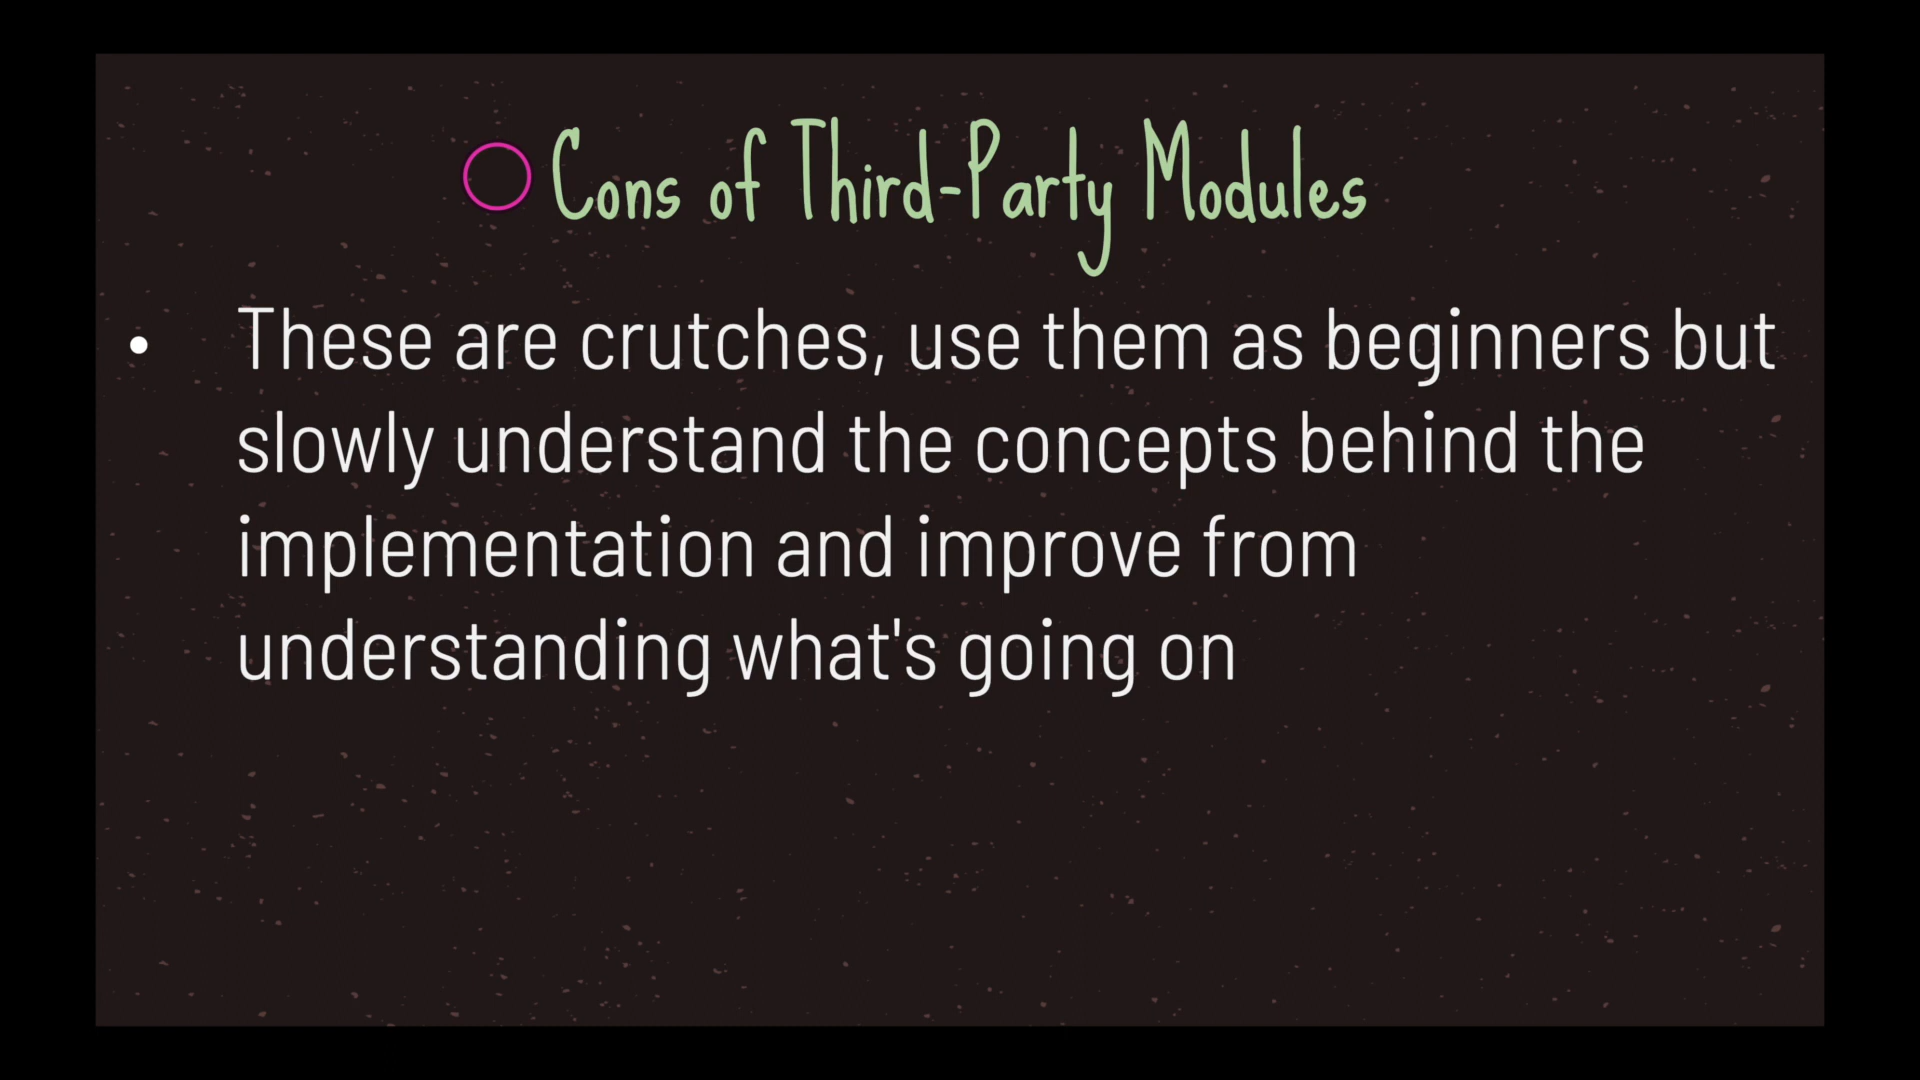 Cons of Third-Party Modules
• These are crutches, use them as beginners but
slowly understand the concepts behind the
implementation and improve from
understanding what's going on